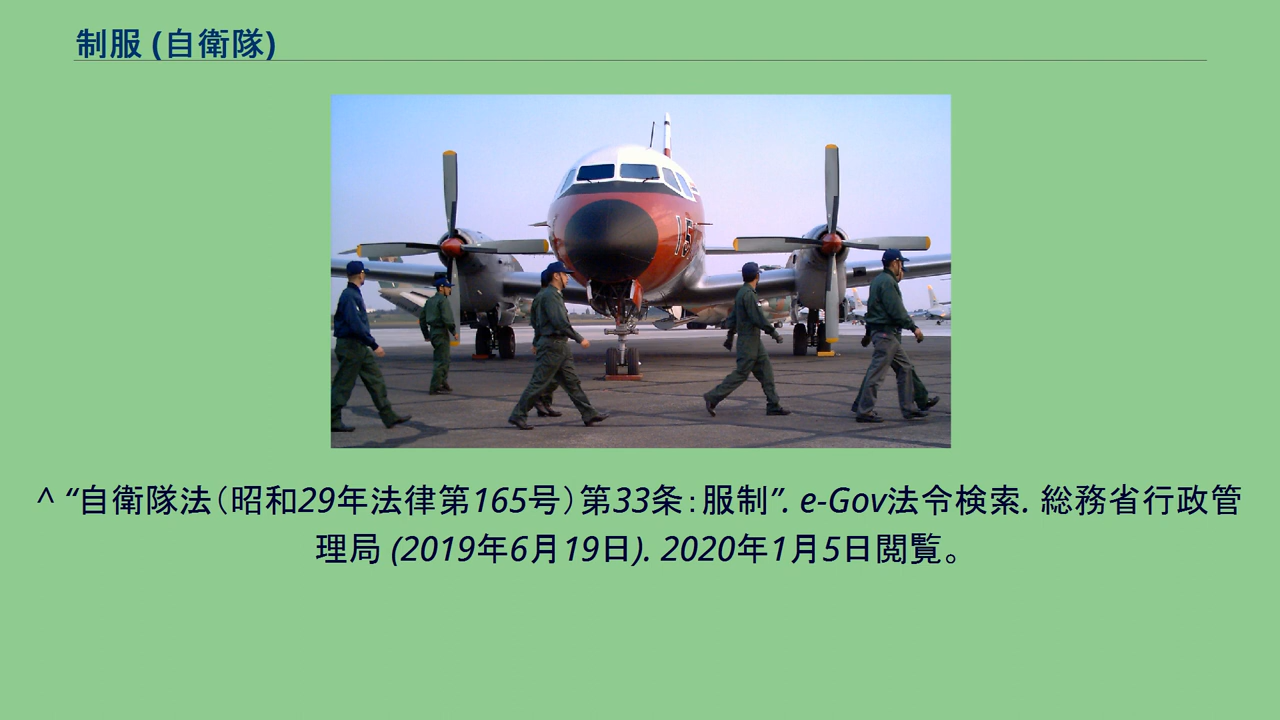 制服 (自衛隊)
15
^ “自衛隊法（昭和29年法律第165号）第33条：服制”. e-Gov法令検索. 総務省行政管
理局 (2019年6月19日). 2020年1月5日閲覧。